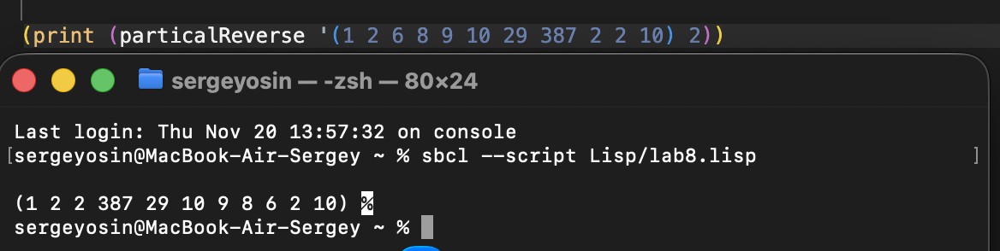 (print (particalReverse '(1 2 6 8 9 10 29 387 2 2 10) 2))
sergeyosin — -zsh — 80×24
Last login: Thu Nov 20 13:57:32 on console
[sergeyosin@MacBook-Air-Sergey ~ % sbcl --script Lisp/lab8.lisp ]
(1 2 2 387 29 10 9 8 6 2 10) %
sergeyosin@MacBook-Air-Sergey ~ %